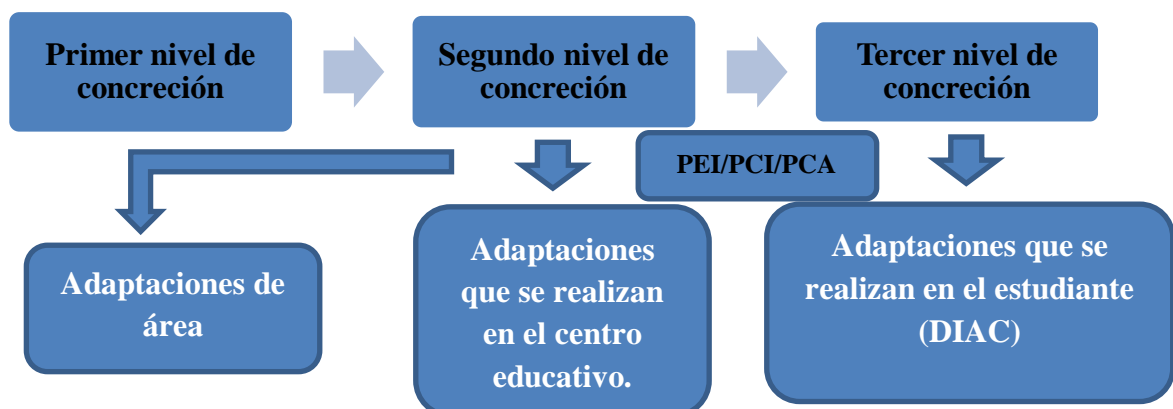 Primer nivel de
concreción
Segundo nivel de
concreción
Tercer nivel de
concreción
PEI/PCI/PCA
Adaptaciones de
área
Adaptaciones
que se realizan
en el centro
educativo.
Adaptaciones que se
realizan en el estudiante
(DIAC)